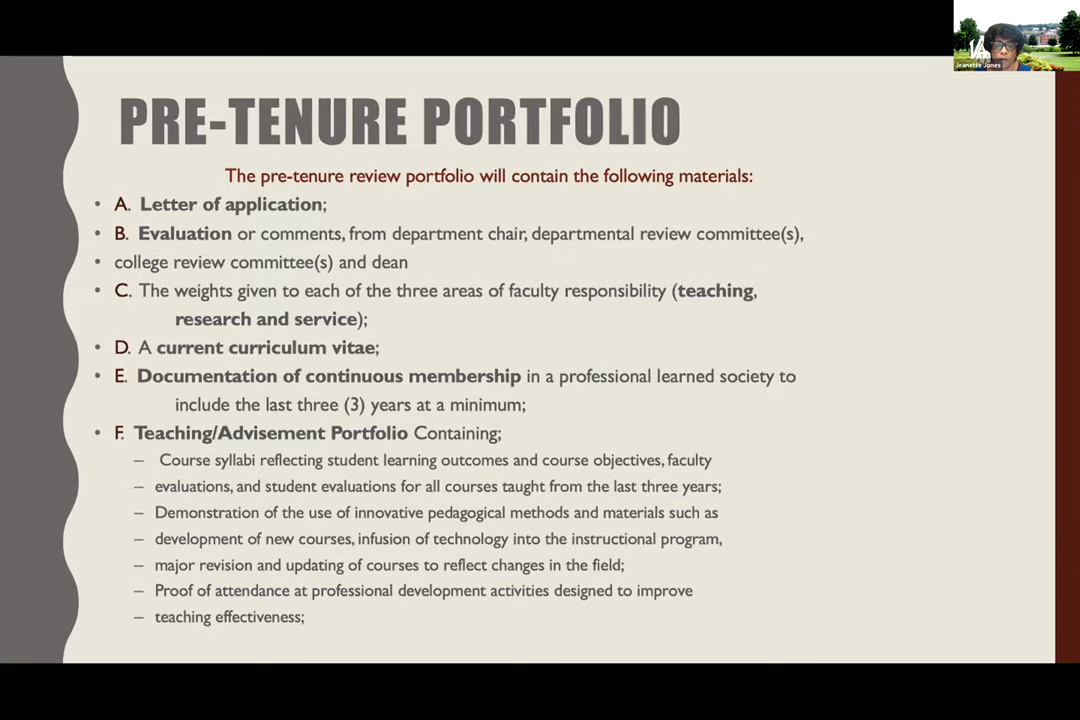 Jeanette Jones
PRE-TENURE PORTFOLIO
The pre-tenure review portfolio will contain the following materials:
• A. Letter of application;
• B. Evaluation or comments, from department chair, departmental review committee(s),
• college review committee(s) and dean
• C. The weights given to each of the three areas of faculty responsibility (teaching,
research and service);
• D. A current curriculum vitae;
• E. Documentation of continuous membership in a professional learned society to
include the last three (3) years at a minimum;
• F. Teaching/Advisement Portfolio Containing;
– Course syllabi reflecting student learning outcomes and course objectives, faculty
– evaluations, and student evaluations for all courses taught from the last three years;
– Demonstration of the use of innovative pedagogical methods and materials such as
– development of new courses, infusion of technology into the instructional program,
– major revision and updating of courses to reflect changes in the field;
– Proof of attendance at professional development activities designed to improve
– teaching effectiveness;